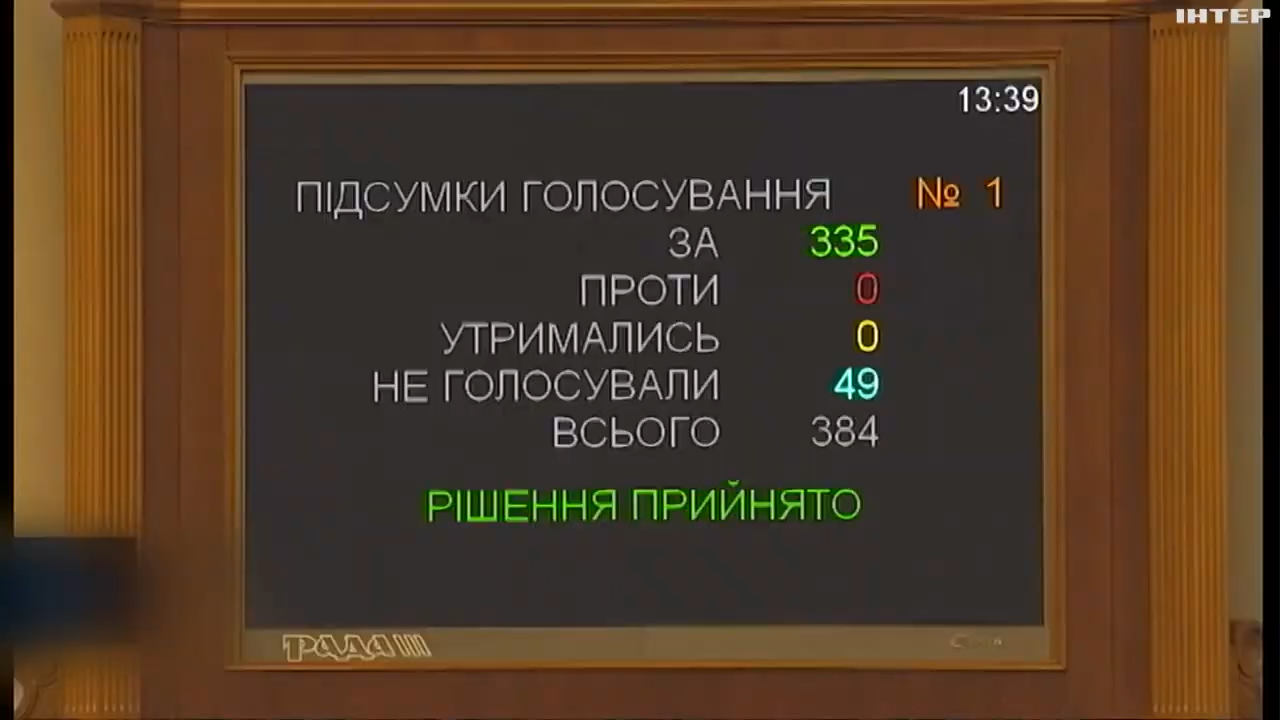 ІНТЕР
13:39
ПІДСУМКИ ГОЛОСУВАННЯ № 1
ЗА 335
ПРОТИ 0
УТРИМАЛИСЬ 0
НЕ ГОЛОСУВАЛИ 49
ВСЬОГО 384
РІШЕННЯ ПРИЙНЯТО
РАДА III